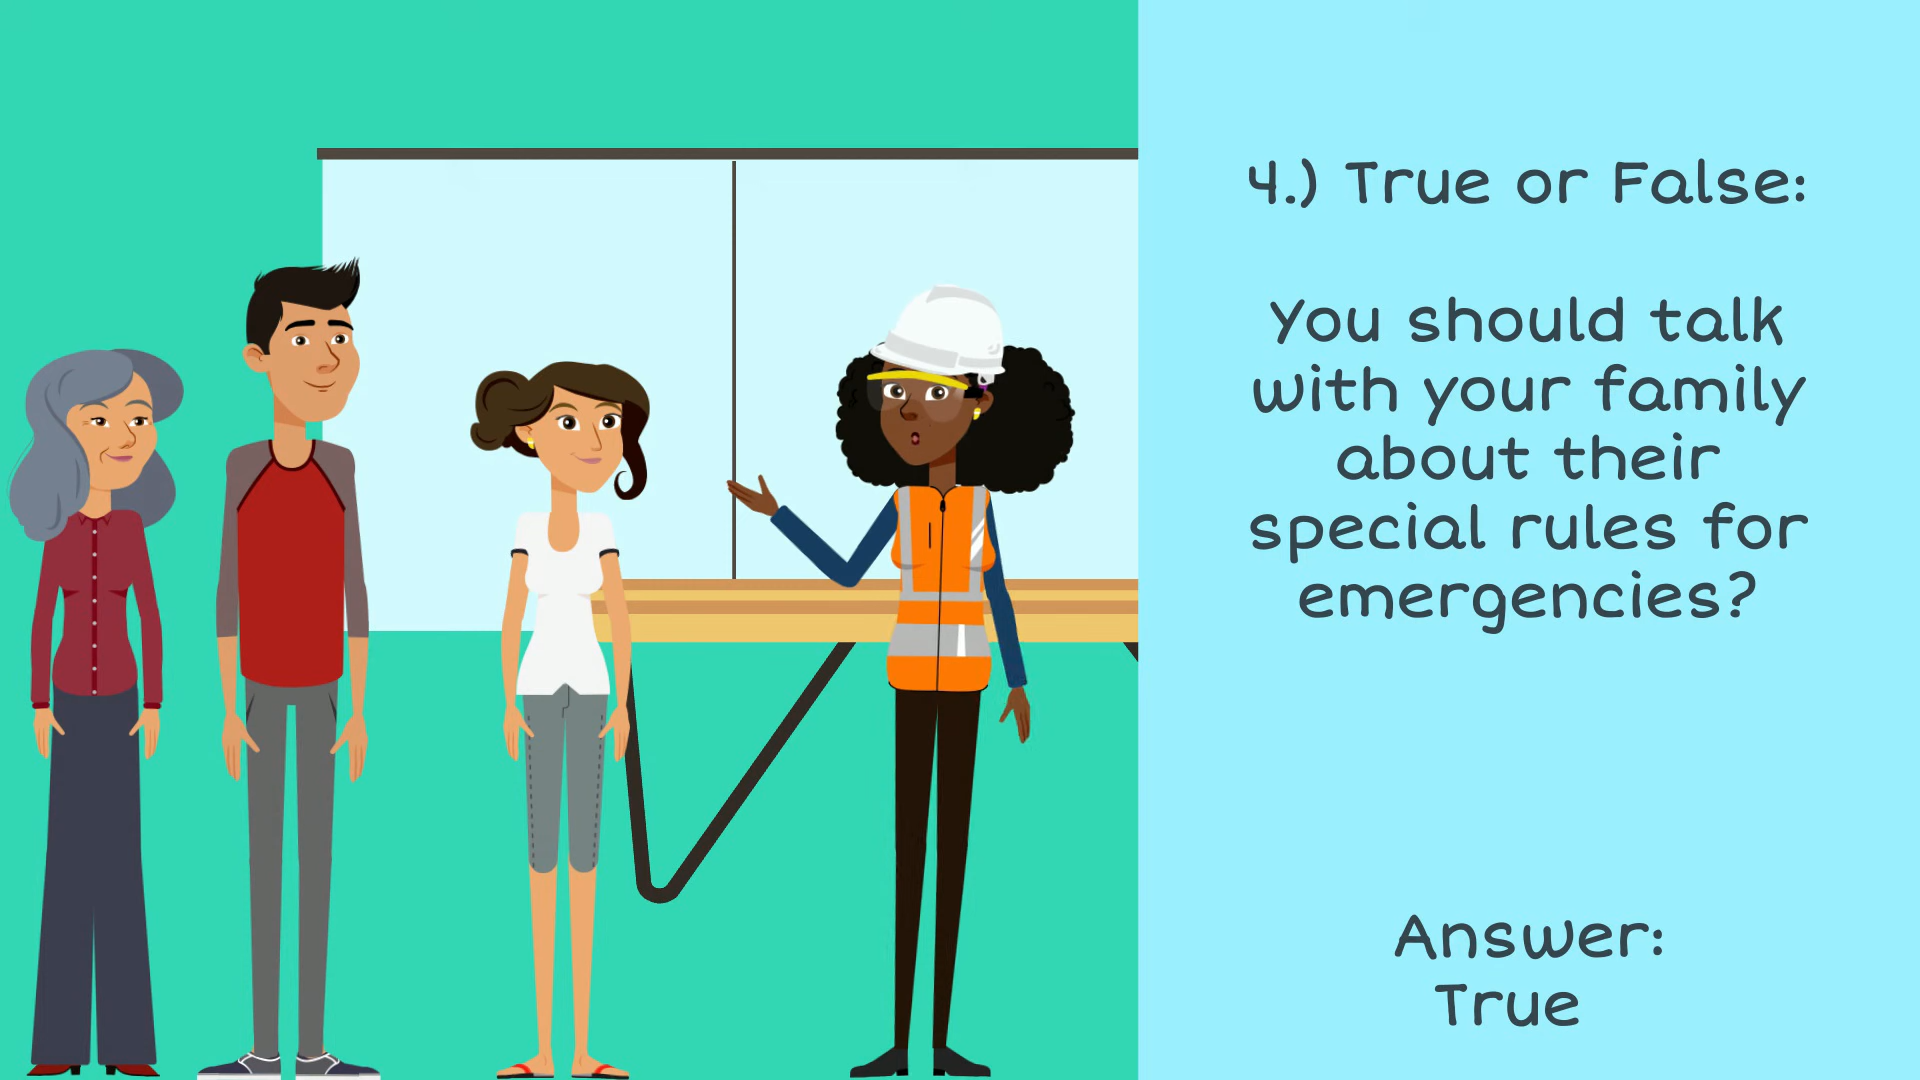 4.) True or False:
You should talk
with your family
about their
special rules for
emergencies?
Answer:
True